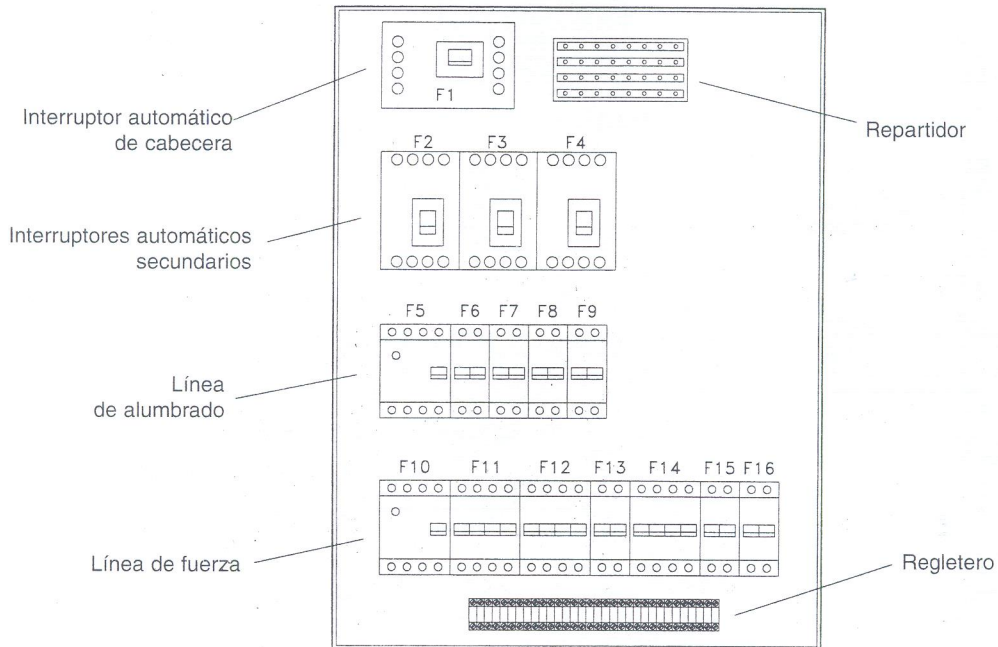 F1
Interruptor automático
de cabecera
Repartidor
F2 F3 F4
Interruptores automáticos
secundarios
F5 F6 F7 F8 F9
Línea
de alumbrado
F10 F11 F12 F13 F14 F15 F16
Línea de fuerza
Regletero